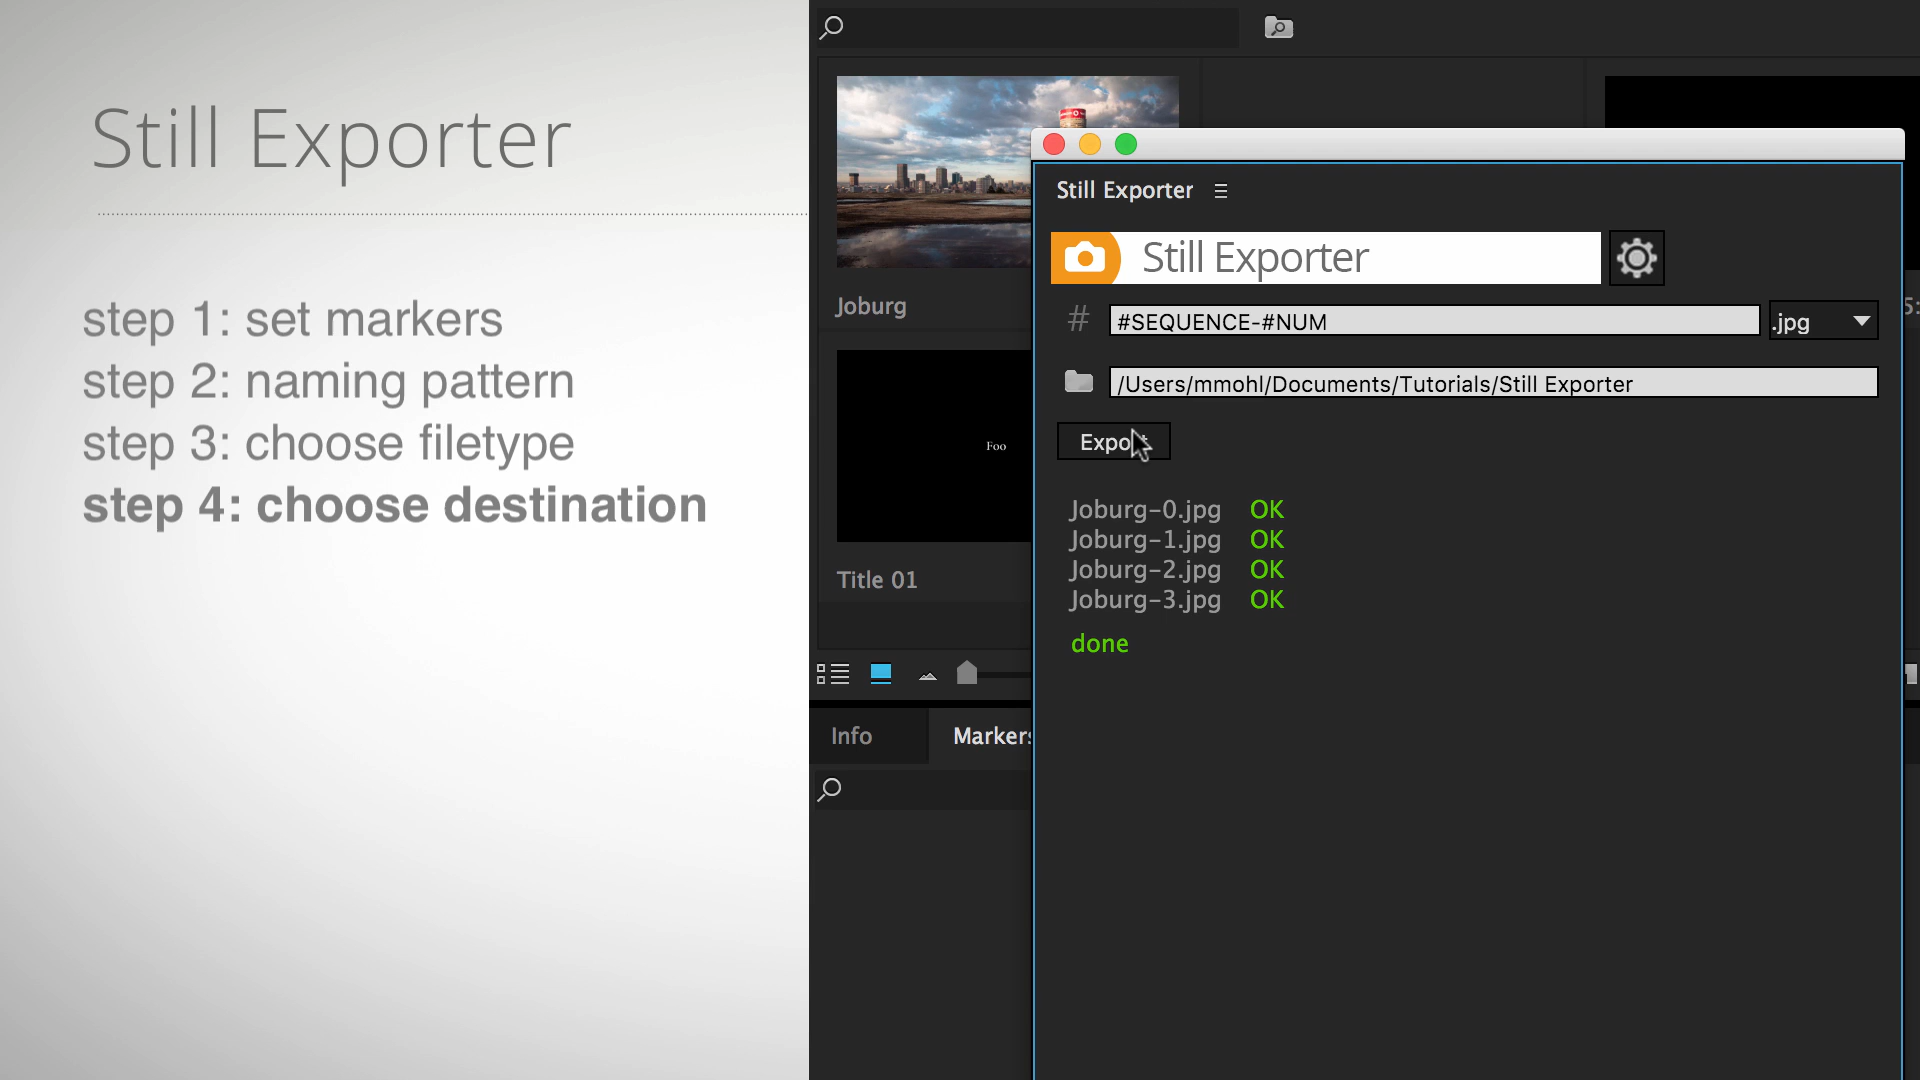 Still Exporter
step 1: set markers
step 2: naming pattern
step 3: choose filetype
step 4: choose destination
Joburg
Foo
Title 01
Info
Markers
Still Exporter
Still Exporter
# #SEQUENCE-#NUM .jpg
/Users/mmohl/Documents/Tutorials/Still Exporter
Export
Joburg-0.jpg OK
Joburg-1.jpg OK
Joburg-2.jpg OK
Joburg-3.jpg OK
done